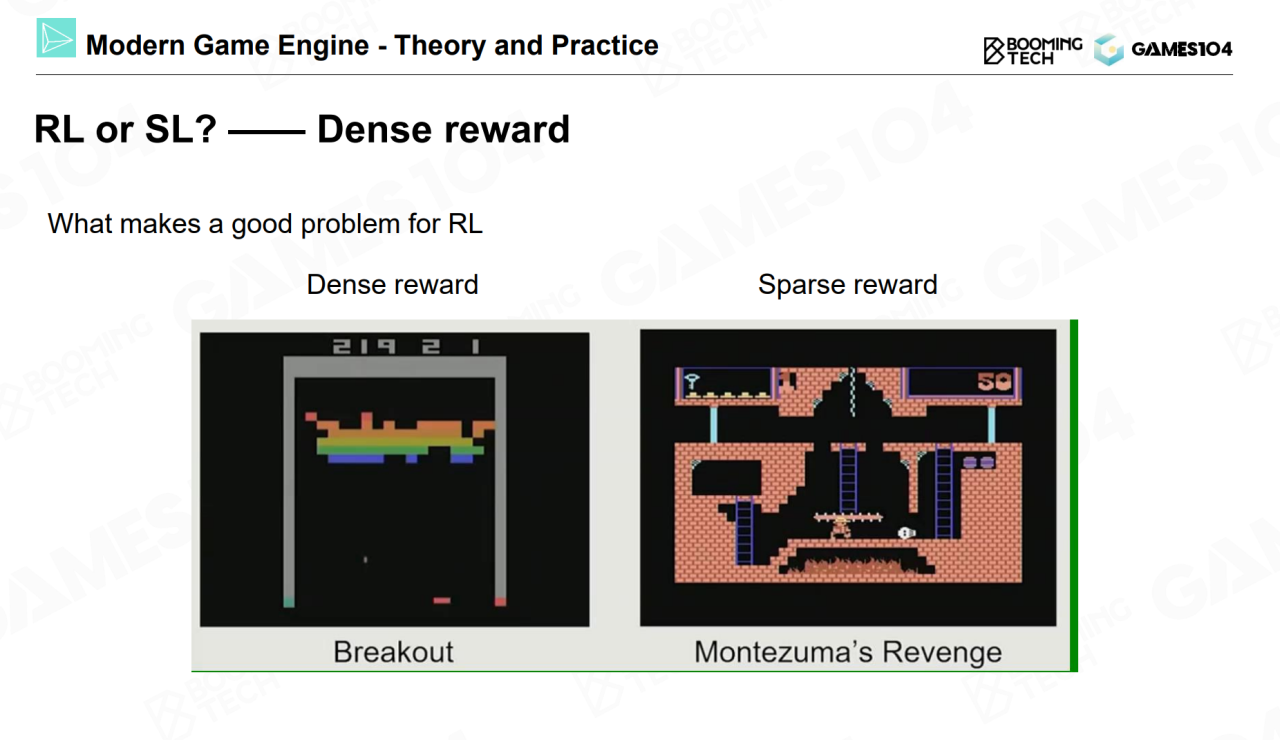 Modern Game Engine - Theory and Practice
BOOMING
TECH
GAMES104
RL or SL? —— Dense reward
What makes a good problem for RL
Dense reward
Sparse reward
219 2 1
50
Breakout
Montezuma's Revenge